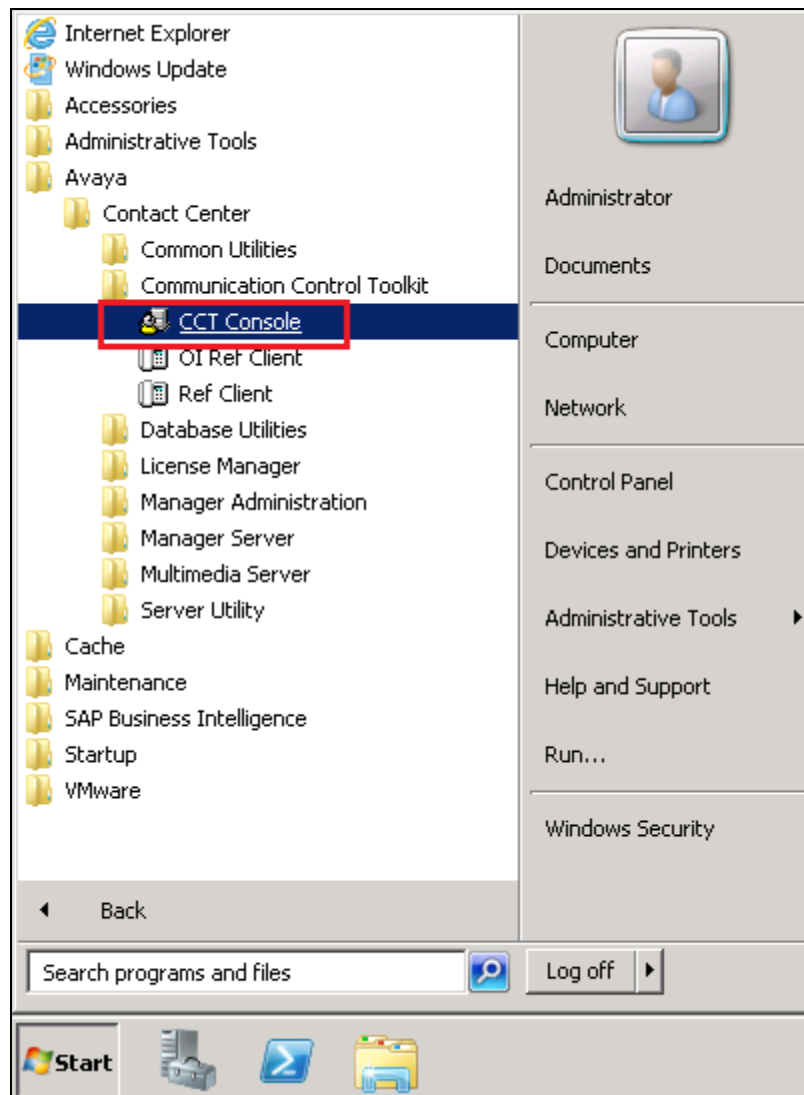 Internet Explorer
Windows Update
Accessories
Administrative Tools
Avaya
Contact Center
Common Utilities
Communication Control Toolkit
CCT Console
OI Ref Client
Ref Client
Database Utilities
License Manager
Manager Administration
Manager Server
Multimedia Server
Server Utility
Cache
Maintenance
SAP Business Intelligence
Startup
VMware
Back
Search programs and files
Administrator
Documents
Computer
Network
Control Panel
Devices and Printers
Administrative Tools
Help and Support
Run...
Windows Security
Log off
Start